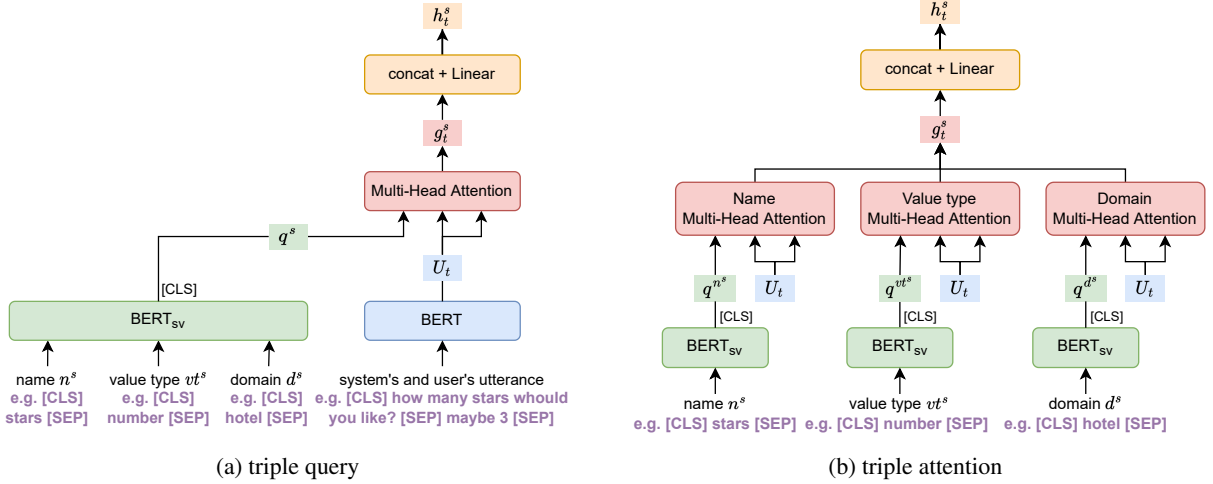 h_t^s
concat + Linear
g_t^s
Multi-Head Attention
q^s
U_t
[CLS]
BERT_sv
BERT
name n^s
e.g. [CLS]
stars [SEP]
value type vt^s
e.g. [CLS]
number [SEP]
domain d^s
e.g. [CLS]
hotel [SEP]
system's and user's utterance
e.g. [CLS] how many stars whould
you like? [SEP] maybe 3 [SEP]
(a) triple query
h_t^s
concat + Linear
g_t^s
Name
Multi-Head Attention
Value type
Multi-Head Attention
Domain
Multi-Head Attention
q^{n^s}
U_t
q^{vt^s}
U_t
q^{d^s}
U_t
[CLS]
[CLS]
[CLS]
BERT_sv
BERT_sv
BERT_sv
name n^s
e.g. [CLS] stars [SEP]
value type vt^s
e.g. [CLS] number [SEP]
domain d^s
e.g. [CLS] hotel [SEP]
(b) triple attention